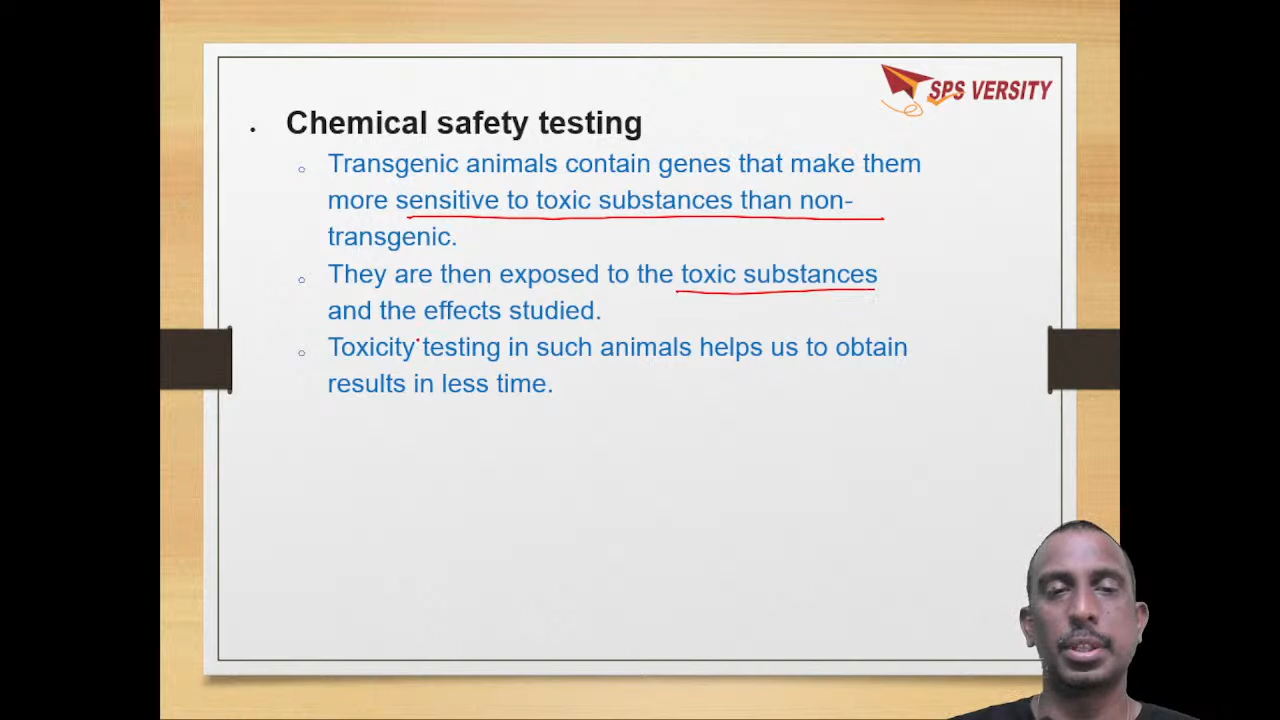 SPS VERSITY
Chemical safety testing
Transgenic animals contain genes that make them
more sensitive to toxic substances than non-
transgenic.
They are then exposed to the toxic substances
and the effects studied.
Toxicity testing in such animals helps us to obtain
results in less time.